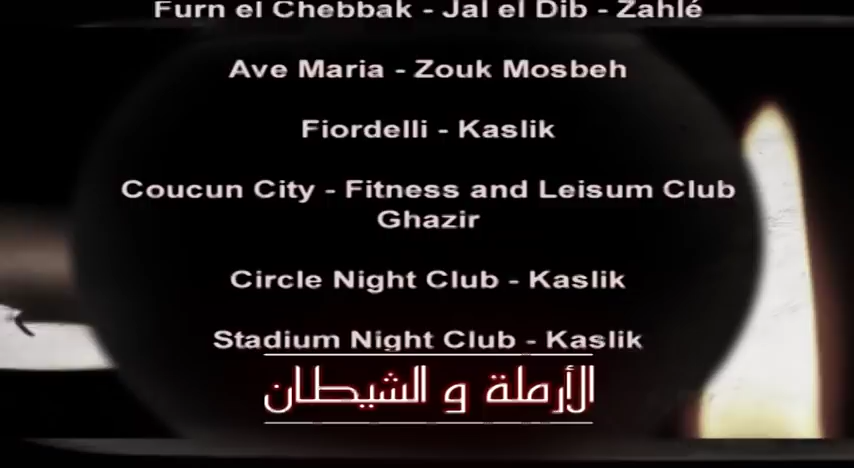 Furn el Chebbak - Jal el Dib - Zahlé
Ave Maria - Zouk Mosbeh
Fiordelli - Kaslik
Coucun City - Fitness and Leisum Club
Ghazir
Circle Night Club - Kaslik
Stadium Night Club - Kaslik
الأرملة و الشيطان